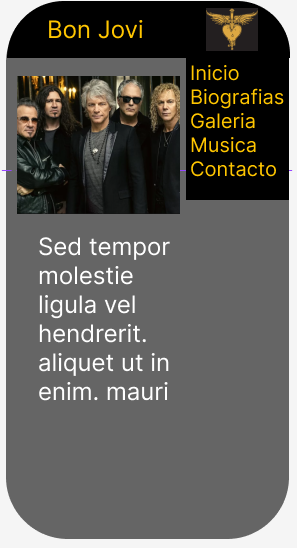 Bon Jovi
Inicio
Biografias
Galeria
Musica
Contacto
Sed tempor
molestie
ligula vel
hendrerit.
aliquet ut in
enim. mauri